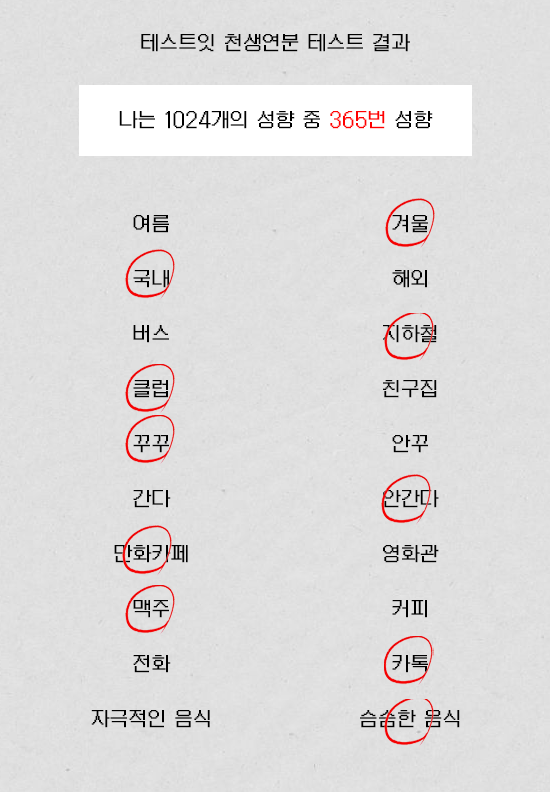 테스트잇 천생연분 테스트 결과
나는 1024개의 성향 중 365번 성향
여름 겨울
국내 해외
버스 지하철
클럽 친구집
꾸꾸 안꾸
간다 안간다
만화카페 영화관
맥주 커피
전화 카톡
자극적인 음식 슴슴한 음식